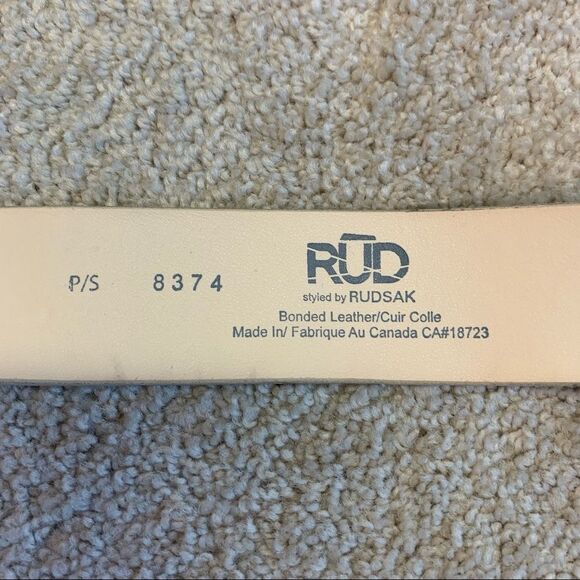 P/S 8374
RUD
styled by RUDSAK
Bonded Leather/Cuir Colle
Made In/ Fabrique Au Canada CA#18723